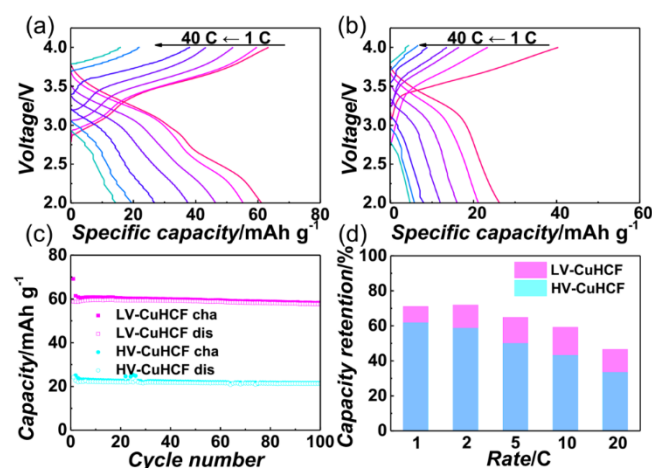 (a)
40 C ← 1 C
4.0
3.5
3.0
2.5
2.0
Voltage/V
0 20 40 60 80
Specific capacity/mAh g⁻¹
(b)
40 C ← 1 C
4.0
3.5
3.0
2.5
2.0
Voltage/V
0 20 40 60 80
Specific capacity/mAh g⁻¹
(c)
80
60
40
20
0
Capacity/mAh g⁻¹
LV-CuHCF cha
LV-CuHCF dis
HV-CuHCF cha
HV-CuHCF dis
0 20 40 60 80 100
Cycle number
(d)
100
80
60
40
20
0
Capacity retention/%
LV-CuHCF
HV-CuHCF
1 2 5 10 20
Rate/C